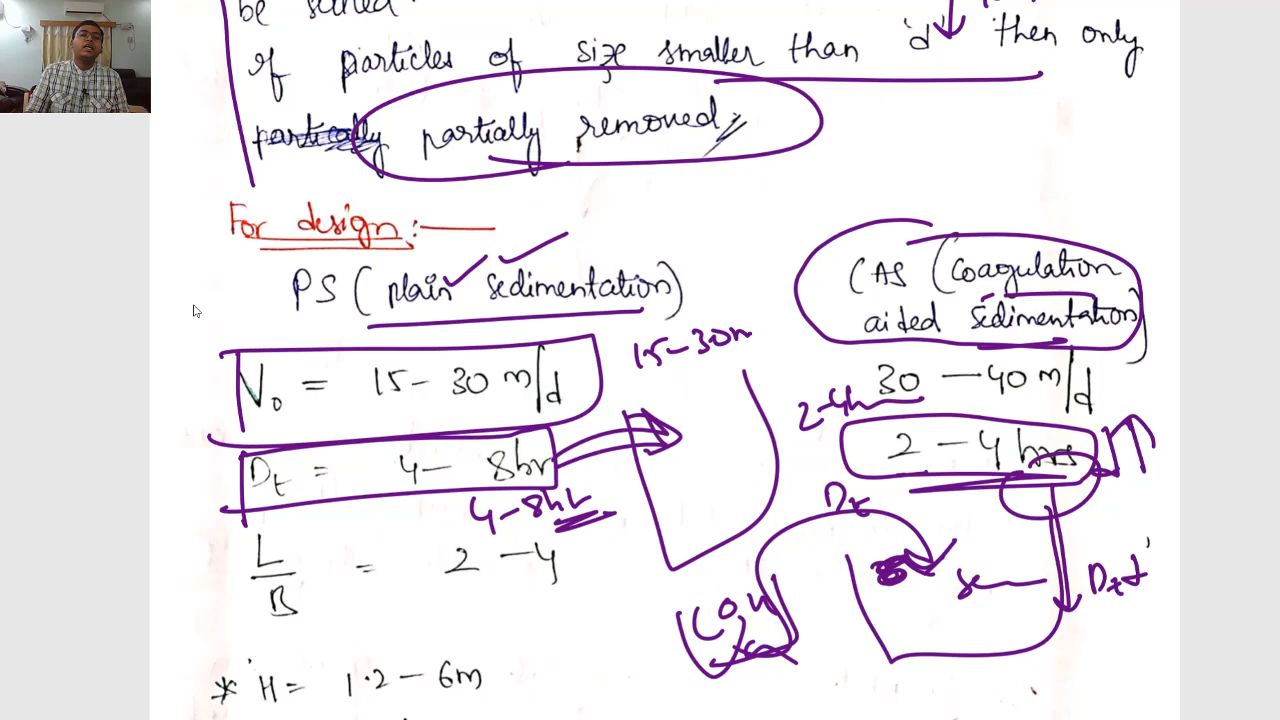 be
of particles of size smaller than 'd' then only
partically partially removed.
For design:
PS (plain sedimentation)
CAS (Coagulation
aited sedimentation)
15-30m
V₀ = 15-30 m/d
30-40 m/d
2-4h
Dt = 4-8hr
2-4 hrs
4-8hr
Dt
L/B = 2-4
Dt↓
* H = 1.2-6m